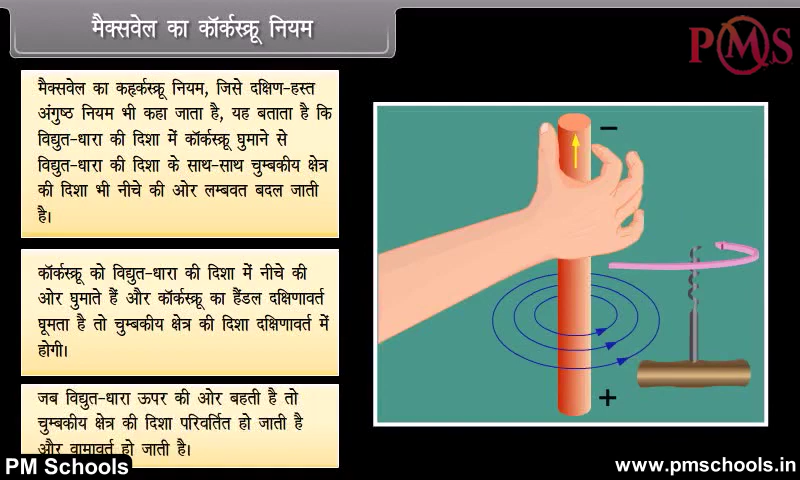 मैक्सवेल का कॉर्कस्क्रू नियम
PMS
मैक्सवेल का कहृर्कस्क्रू नियम, जिसे दक्षिण-हस्त
अंगुष्ठ नियम भी कहा जाता है, यह बताता है कि
विद्युत-धारा की दिशा में कॉर्कस्क्रू घुमाने से
विद्युत-धारा की दिशा के साथ-साथ चुम्बकीय क्षेत्र
की दिशा भी नीचे की ओर लम्बवत बदल जाती
है।
कॉर्कस्क्रू को विद्युत-धारा की दिशा में नीचे की
ओर घुमाते हैं और कॉर्कस्क्रू का हैंडल दक्षिणावर्त
घूमता है तो चुम्बकीय क्षेत्र की दिशा दक्षिणावर्त में
होगी।
जब विद्युत-धारा ऊपर की ओर बहती है तो
चुम्बकीय क्षेत्र की दिशा परिवर्तित हो जाती है
और वामावर्त हो जाती है।
−
+
PM Schools
www.pmschools.in